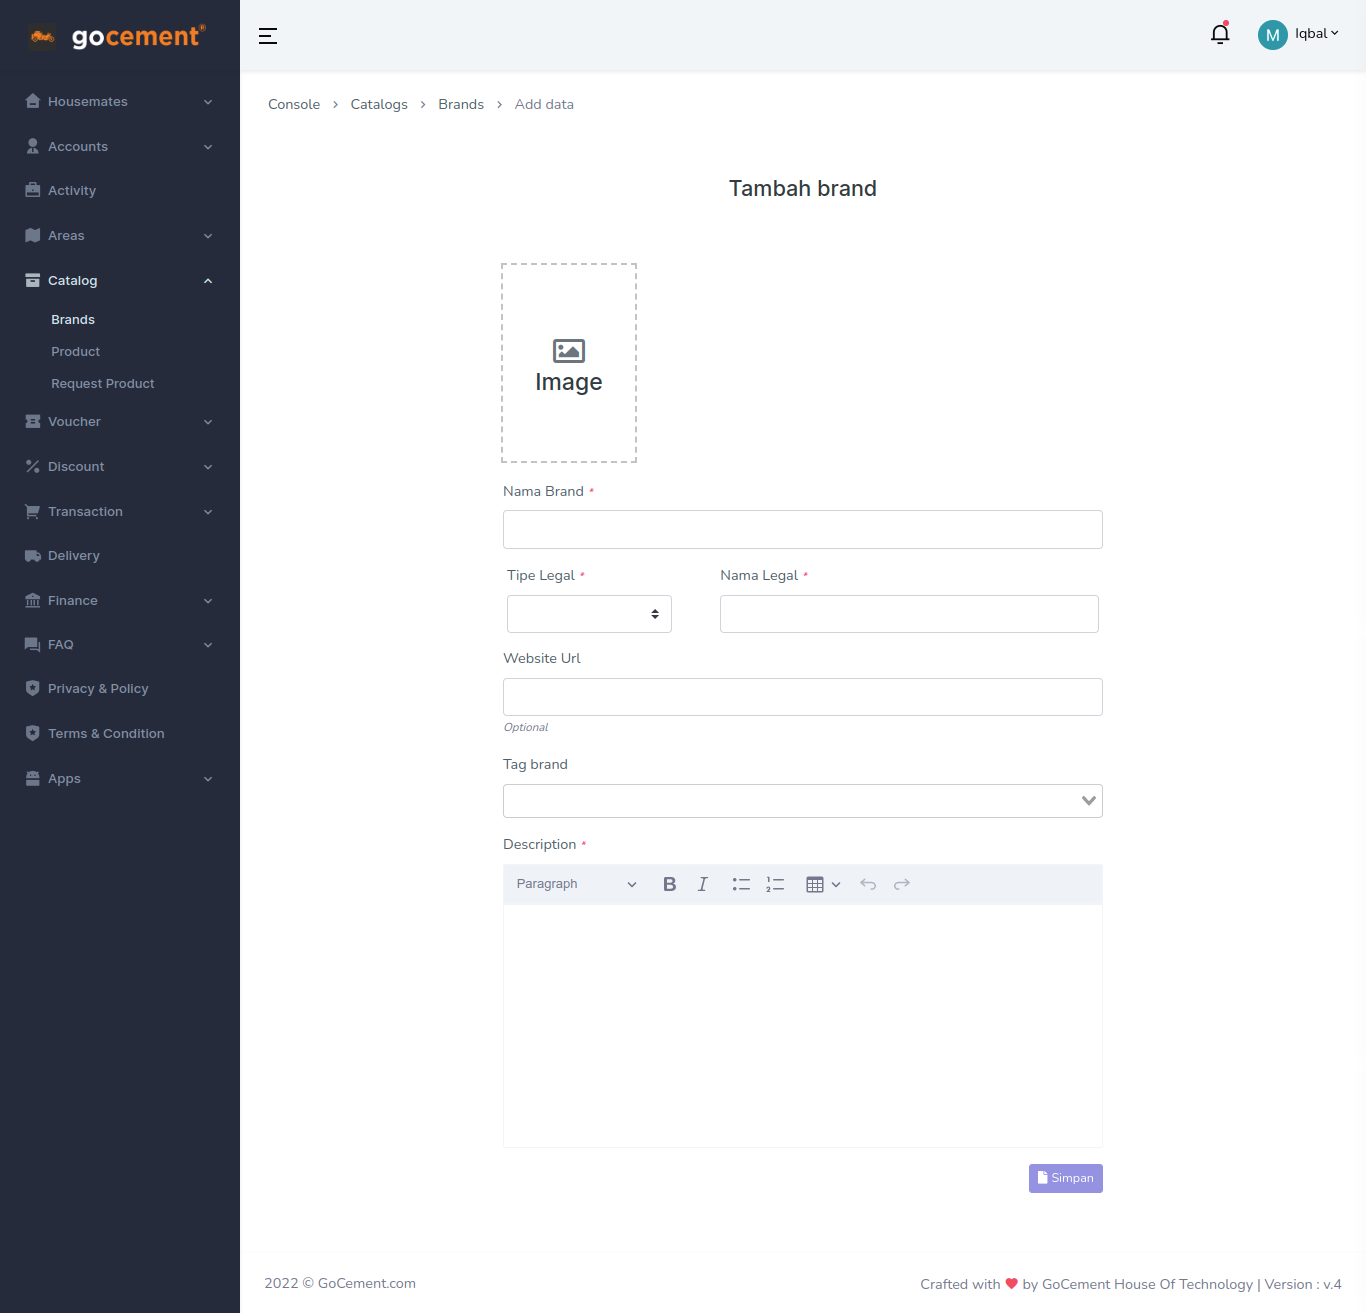 gocement®
Housemates
Accounts
Activity
Areas
Catalog
Brands
Product
Request Product
Voucher
Discount
Transaction
Delivery
Finance
FAQ
Privacy & Policy
Terms & Condition
Apps
M Iqbal
Console > Catalogs > Brands > Add data
Tambah brand
Image
Nama Brand *
Tipe Legal * Nama Legal *
Website Url
Optional
Tag brand
Description *
Paragraph B I
Simpan
2022 © GoCement.com
Crafted with ❤ by GoCement House Of Technology | Version : v.4